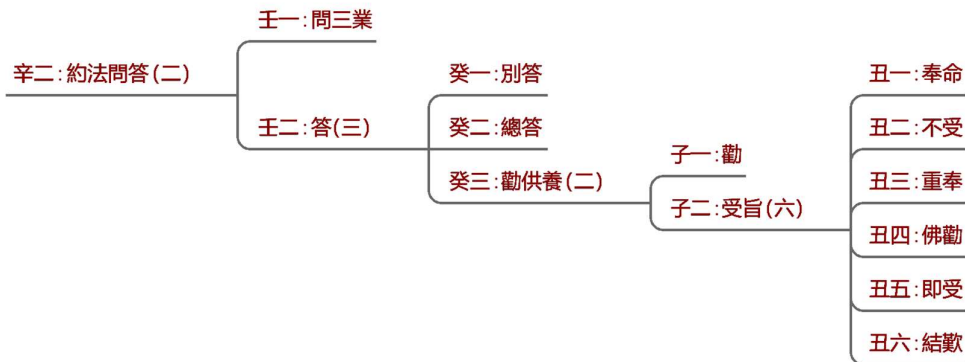 辛二:約法問答(二)
壬一:問三業
壬二:答(三)
癸一:別答
癸二:總答
癸三:勸供養(二)
子一:勸
子二:受旨(六)
丑一:奉命
丑二:不受
丑三:重奉
丑四:佛勸
丑五:即受
丑六:結歎